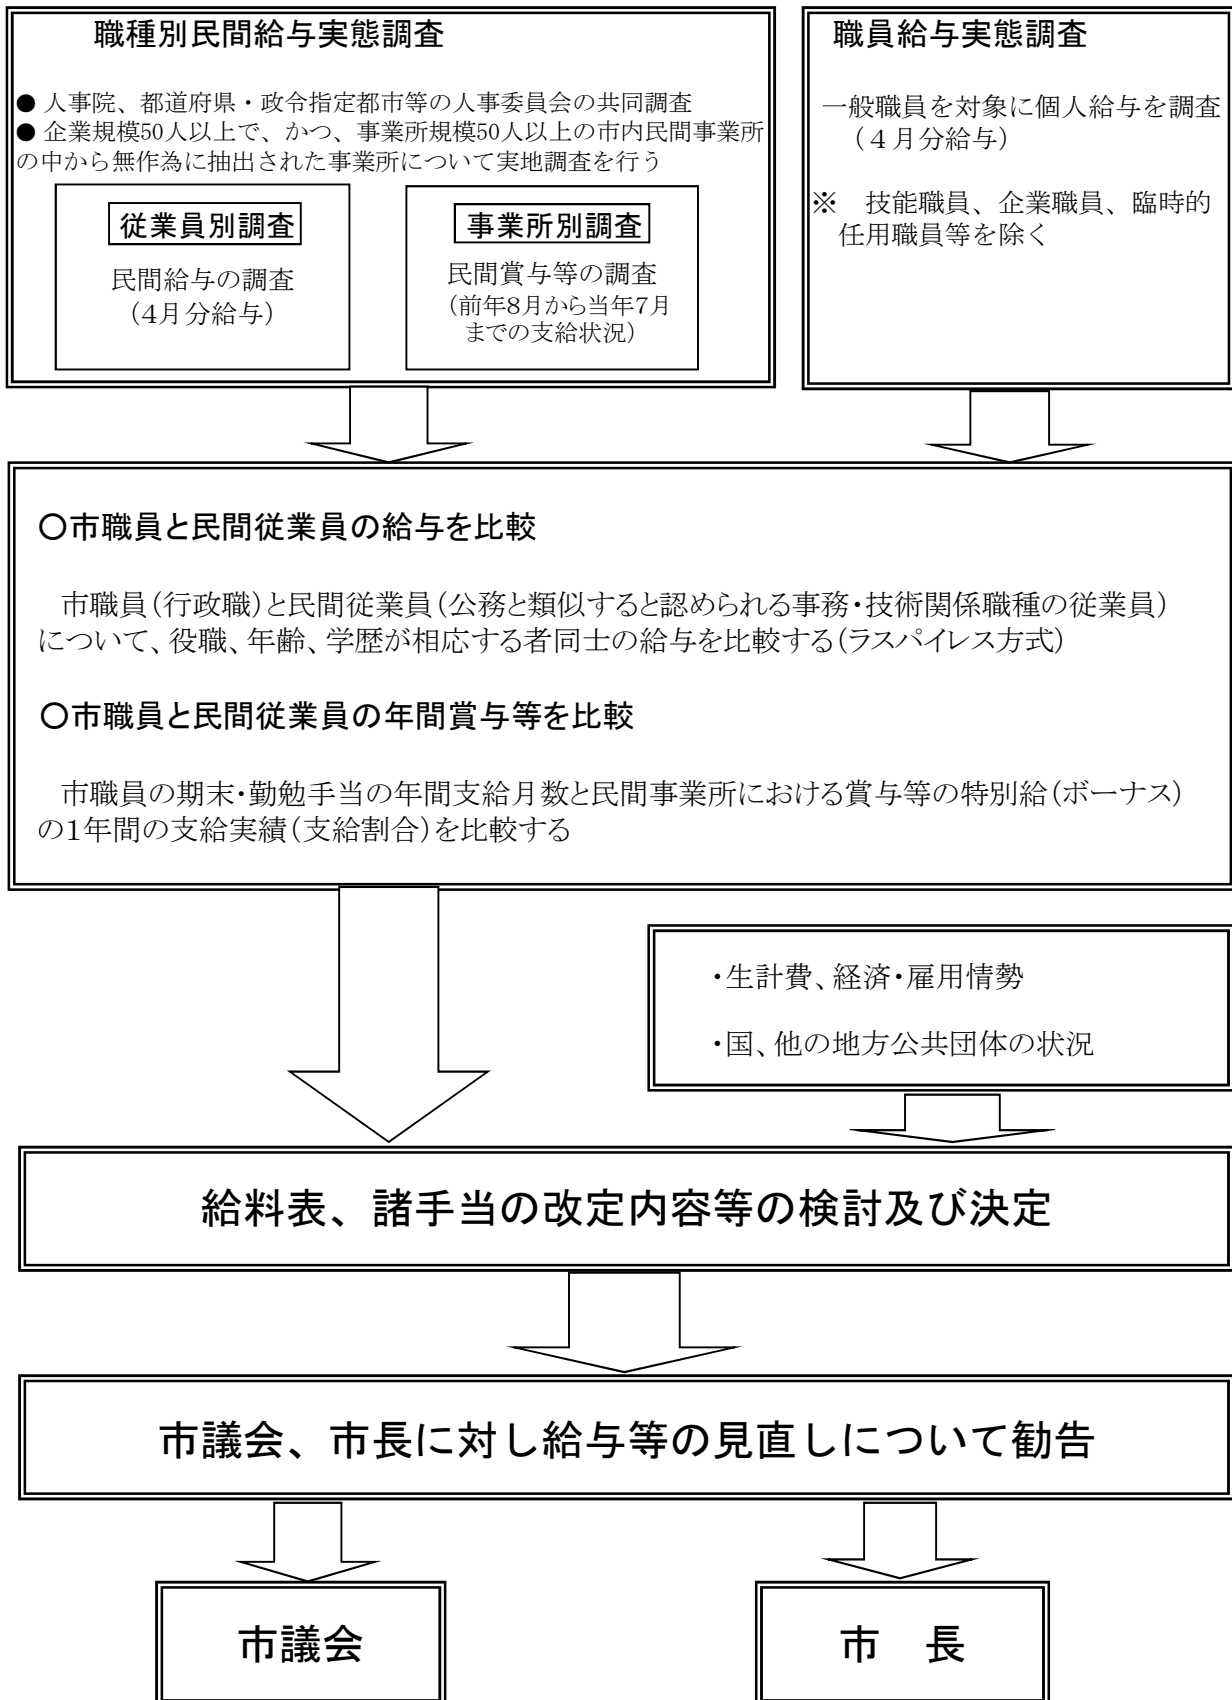 職種別民間給与実態調査
● 人事院、都道府県・政令指定都市等の人事委員会の共同調査
● 企業規模50人以上で、かつ、事業所規模50人以上の市内民間事業所
の中から無作為に抽出された事業所について実地調査を行う
従業員別調査
民間給与の調査
(4月分給与)
事業所別調査
民間賞与等の調査
(前年8月から当年7月
までの支給状況)
職員給与実態調査
一般職員を対象に個人給与を調査
(4月分給与)
※ 技能職員、企業職員、臨時的
任用職員等を除く
○市職員と民間従業員の給与を比較
市職員(行政職)と民間従業員(公務と類似すると認められる事務・技術関係職種の従業員)
について、役職、年齢、学歴が相応する者同士の給与を比較する(ラスパイレス方式)
○市職員と民間従業員の年間賞与等を比較
市職員の期末・勤勉手当の年間支給月数と民間事業所における賞与等の特別給(ボーナス)
の1年間の支給実績(支給割合)を比較する
・生計費、経済・雇用情勢
・国、他の地方公共団体の状況
給料表、諸手当の改定内容等の検討及び決定
市議会、市長に対し給与等の見直しについて勧告
市議会
市 長